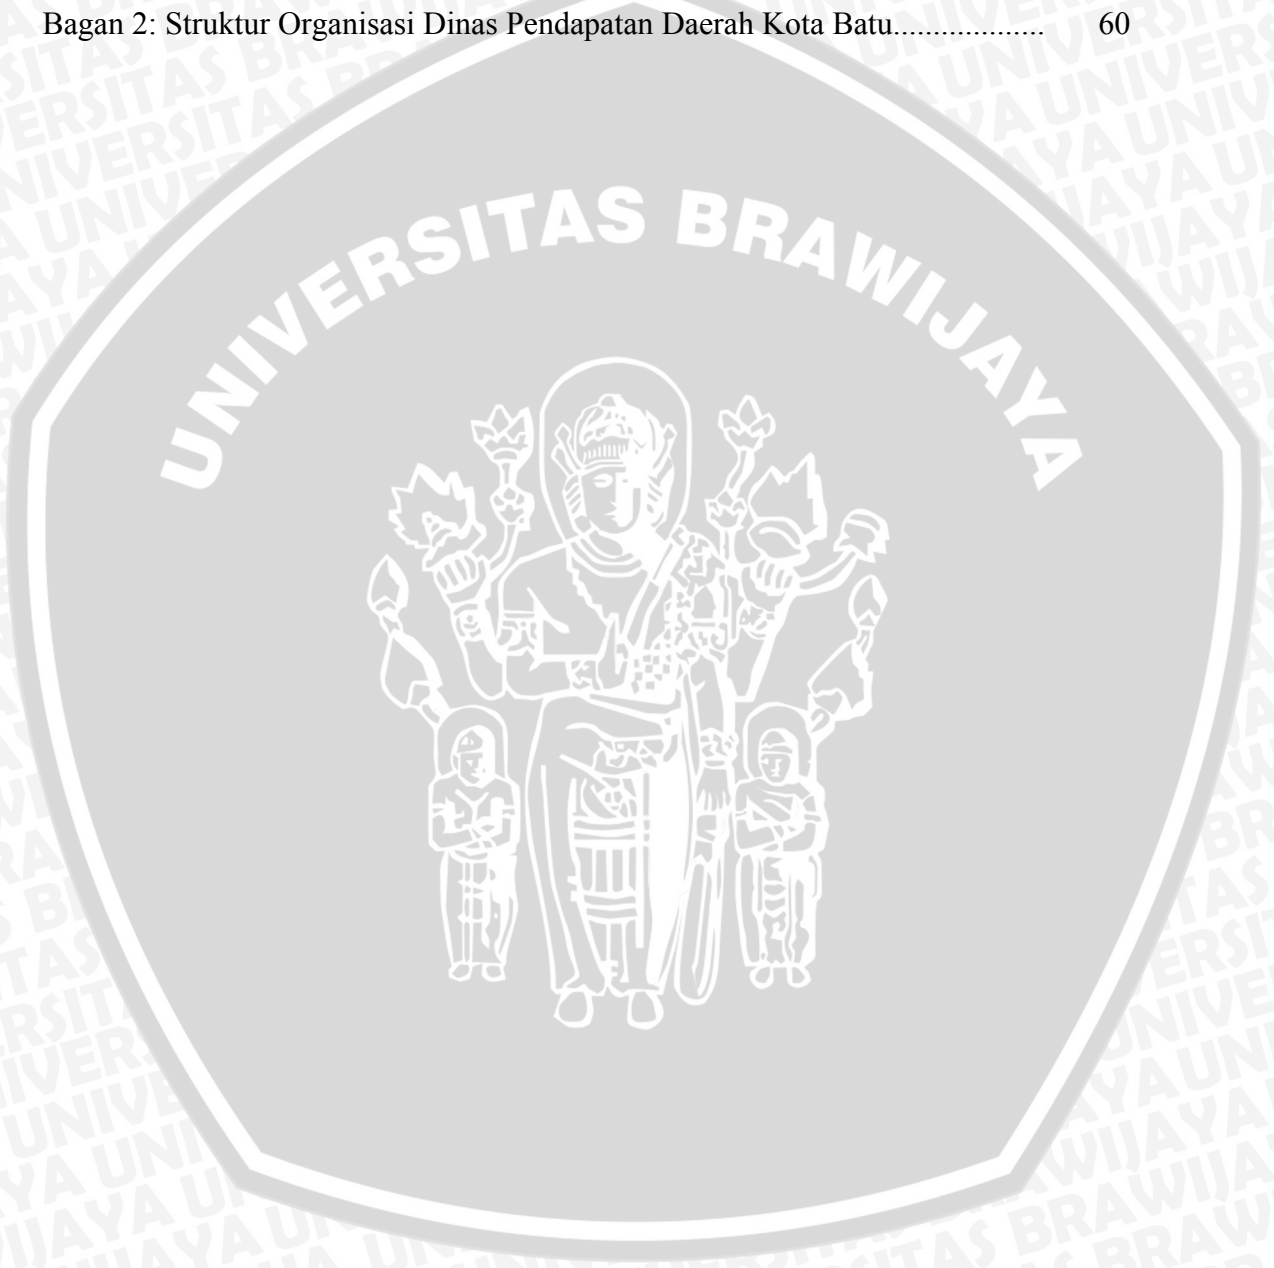 Bagan 2: Struktur Organisasi Dinas Pendapatan Daerah Kota Batu................... 60
UNIVERSITAS BRAWIJAYA